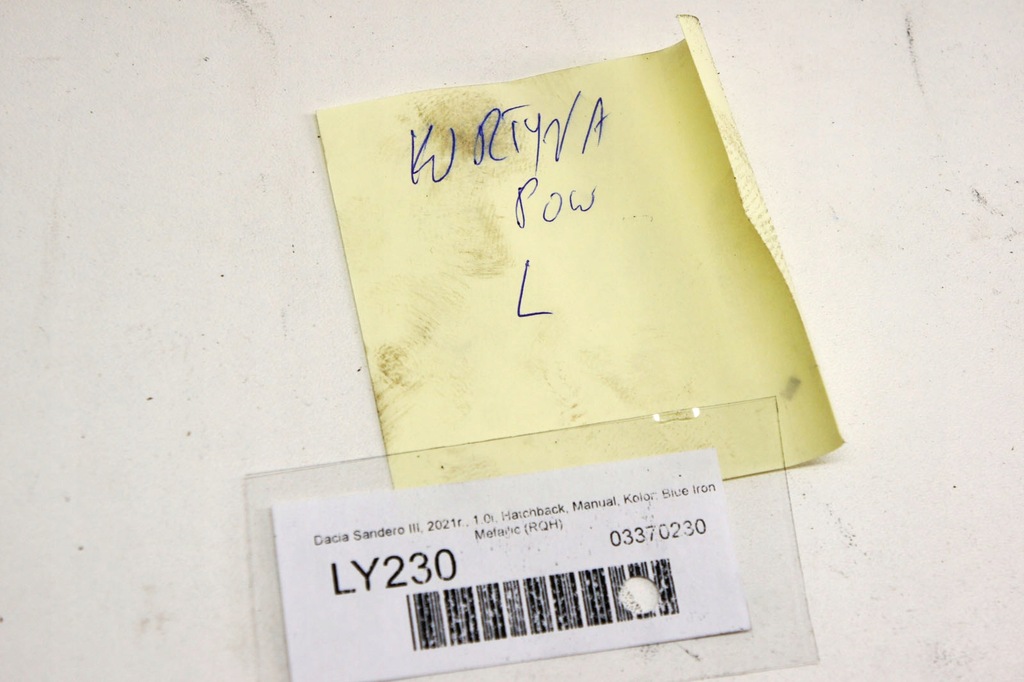 KURTYNA
POW
L
Dacia Sandero III, 2021r., 1.0i, Hatchback, Manual, Kolor: Blue Iron
Metalic (RQH)
03370230
LY230